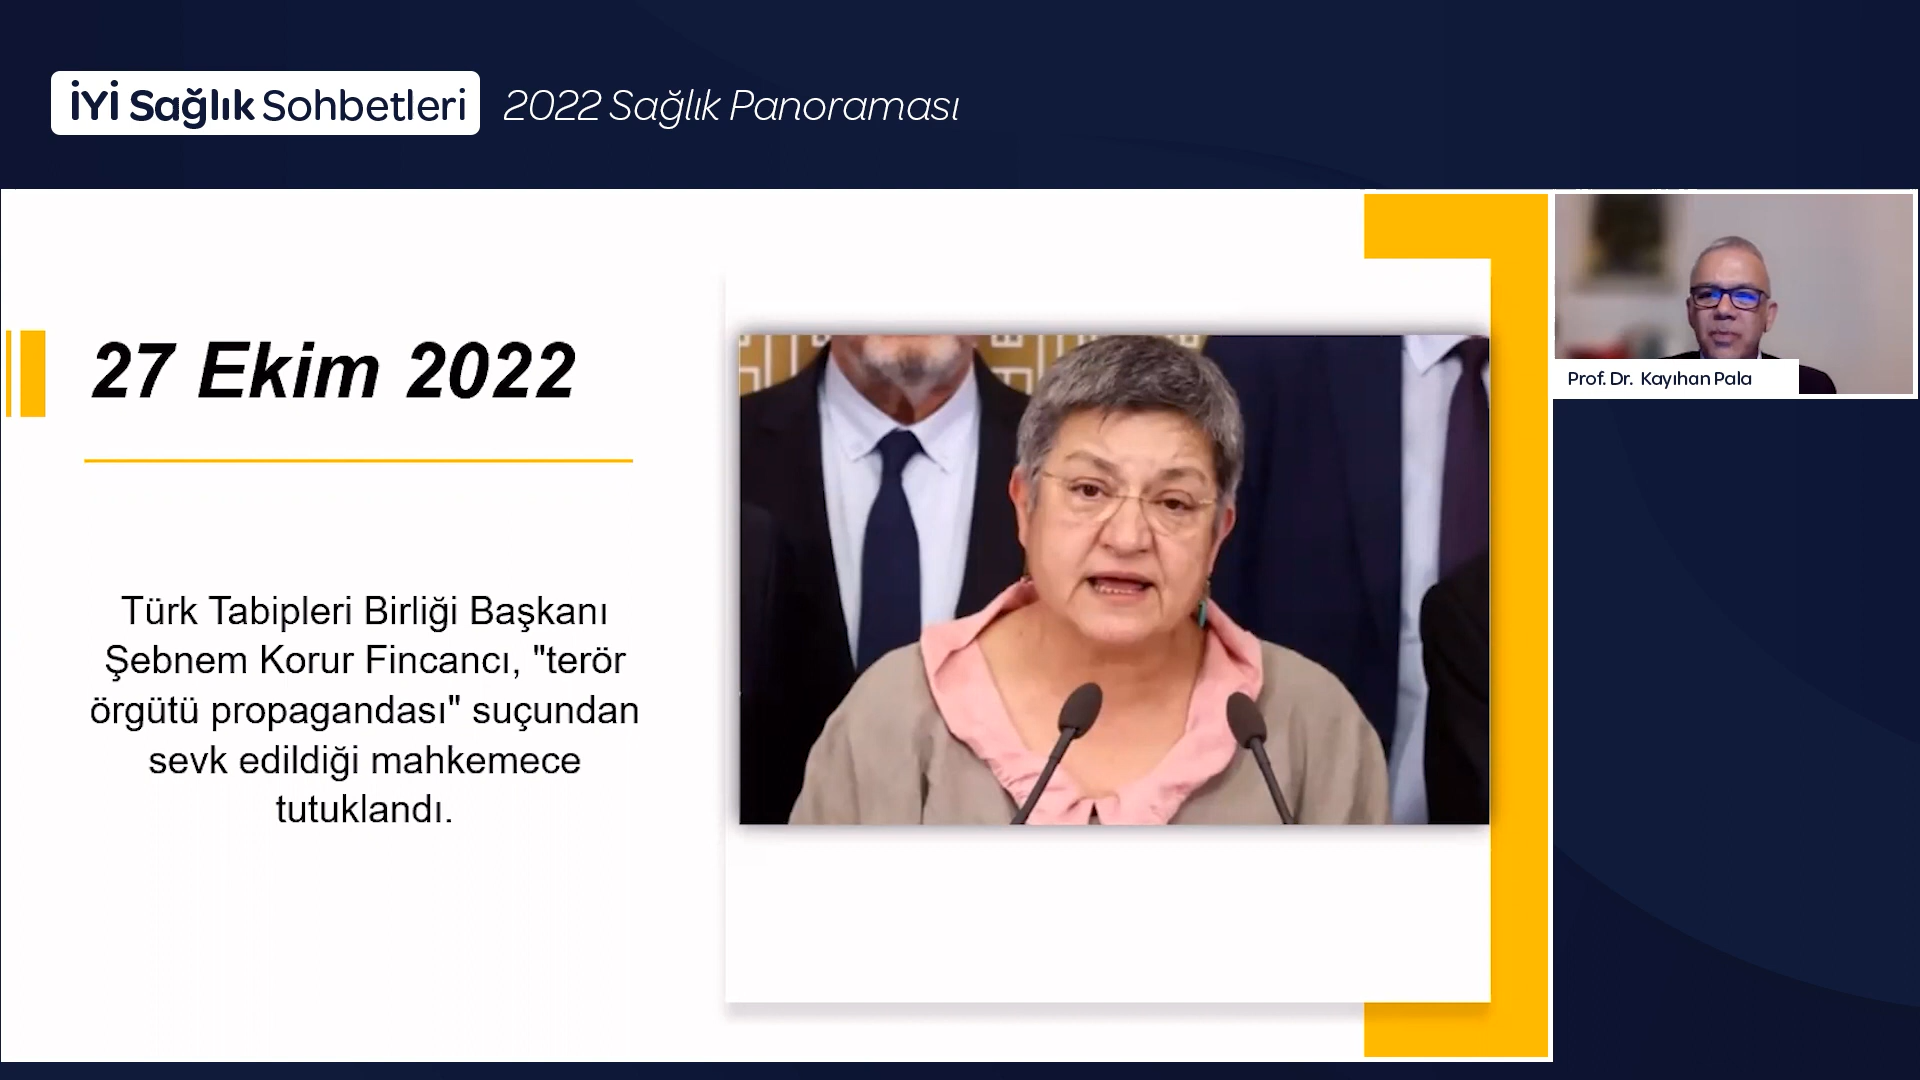 İYİ Sağlık Sohbetleri 2022 Sağlık Panoraması
27 Ekim 2022
Türk Tabipleri Birliği Başkanı
Şebnem Korur Fincancı, "terör
örgütü propagandası" suçundan
sevk edildiği mahkemece
tutuklandı.
Prof. Dr. Kayıhan Pala